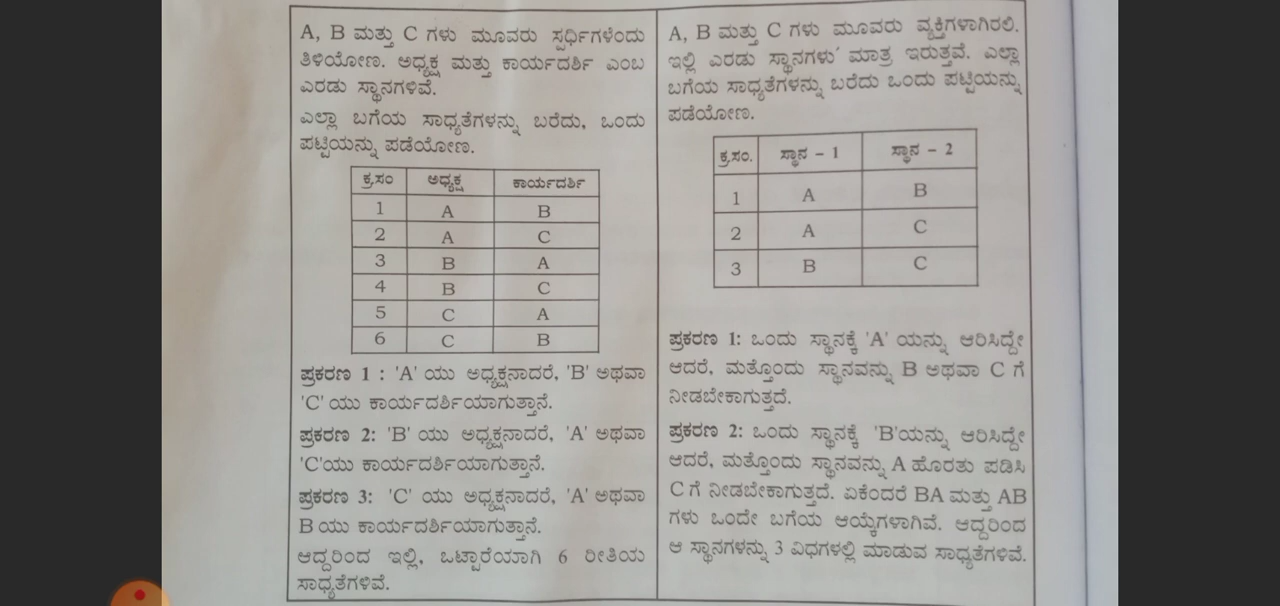 A, B ಮತ್ತು C ಗಳು ಮೂವರು ಸ್ಪರ್ಧಿಗಳೆಂದು
ತಿಳಿಯೋಣ. ಅಧ್ಯಕ್ಷ ಮತ್ತು ಕಾರ್ಯದರ್ಶಿ ಎಂಬ
ಎರಡು ಸ್ಥಾನಗಳಿವೆ.
ಎಲ್ಲಾ ಬಗೆಯ ಸಾಧ್ಯತೆಗಳನ್ನು ಬರೆದು, ಒಂದು
ಪಟ್ಟಿಯನ್ನು ಪಡೆಯೋಣ.
ಕ್ರ.ಸಂ ಅಧ್ಯಕ್ಷ ಕಾರ್ಯದರ್ಶಿ
1 A B
2 A C
3 B A
4 B C
5 C A
6 C B
ಪ್ರಕರಣ 1 : 'A' ಯು ಅಧ್ಯಕ್ಷನಾದರೆ, 'B' ಅಥವಾ
'C' ಯು ಕಾರ್ಯದರ್ಶಿಯಾಗುತ್ತಾನೆ.
ಪ್ರಕರಣ 2: 'B' ಯು ಅಧ್ಯಕ್ಷನಾದರೆ, 'A' ಅಥವಾ
'C'ಯು ಕಾರ್ಯದರ್ಶಿಯಾಗುತ್ತಾನೆ.
ಪ್ರಕರಣ 3: 'C' ಯು ಅಧ್ಯಕ್ಷನಾದರೆ, 'A' ಅಥವಾ
B ಯು ಕಾರ್ಯದರ್ಶಿಯಾಗುತ್ತಾನೆ.
ಆದ್ದರಿಂದ ಇಲ್ಲಿ, ಒಟ್ಟಾರೆಯಾಗಿ 6 ರೀತಿಯ
ಸಾಧ್ಯತೆಗಳಿವೆ.
A, B ಮತ್ತು C ಗಳು ಮೂವರು ವ್ಯಕ್ತಿಗಳಾಗಿರಲಿ.
ಇಲ್ಲಿ ಎರಡು ಸ್ಥಾನಗಳು ಮಾತ್ರ ಇರುತ್ತವೆ. ಎಲ್ಲಾ
ಬಗೆಯ ಸಾಧ್ಯತೆಗಳನ್ನು ಬರೆದು ಒಂದು ಪಟ್ಟಿಯನ್ನು
ಪಡೆಯೋಣ.
ಕ್ರ.ಸಂ. ಸ್ಥಾನ – 1 ಸ್ಥಾನ – 2
1 A B
2 A C
3 B C
ಪ್ರಕರಣ 1: ಒಂದು ಸ್ಥಾನಕ್ಕೆ 'A' ಯನ್ನು ಆರಿಸಿದ್ದೇ
ಆದರೆ, ಮತ್ತೊಂದು ಸ್ಥಾನವನ್ನು B ಅಥವಾ C ಗೆ
ನೀಡಬೇಕಾಗುತ್ತದೆ.
ಪ್ರಕರಣ 2: ಒಂದು ಸ್ಥಾನಕ್ಕೆ 'B'ಯನ್ನು ಆರಿಸಿದ್ದೇ
ಆದರೆ, ಮತ್ತೊಂದು ಸ್ಥಾನವನ್ನು A ಹೊರತು ಪಡಿಸಿ
C ಗೆ ನೀಡಬೇಕಾಗುತ್ತದೆ. ಏಕೆಂದರೆ BA ಮತ್ತು AB
ಗಳು ಒಂದೇ ಬಗೆಯ ಆಯ್ಕೆಗಳಾಗಿವೆ. ಆದ್ದರಿಂದ
ಆ ಸ್ಥಾನಗಳನ್ನು 3 ವಿಧಗಳಲ್ಲಿ ಮಾಡುವ ಸಾಧ್ಯತೆಗಳಿವೆ.